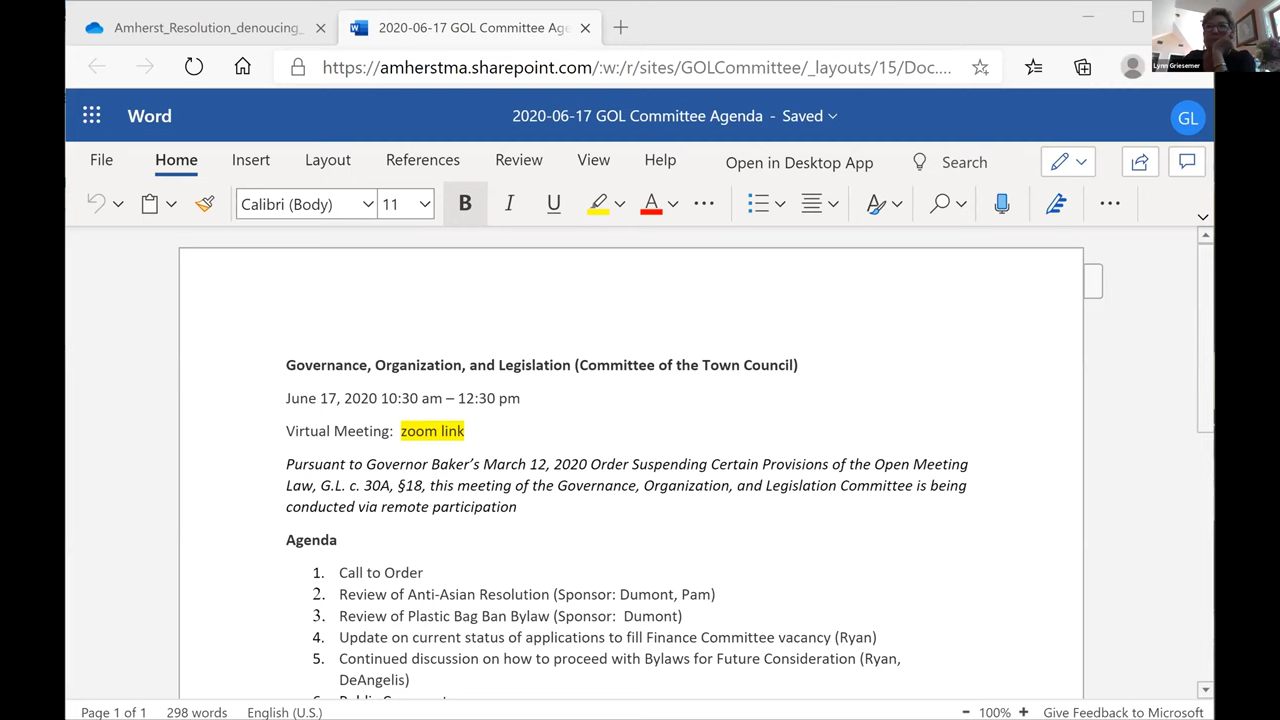 Amherst_Resolution_denoucing_
2020-06-17 GOL Committee Age
https://amherstma.sharepoint.com/:w:/r/sites/GOLCommittee/_layouts/15/Doc....
Lynn Griesemer
Word
2020-06-17 GOL Committee Agenda - Saved
GL
File Home Insert Layout References Review View Help Open in Desktop App Search
Calibri (Body) 11 B I U A
Governance, Organization, and Legislation (Committee of the Town Council)
June 17, 2020 10:30 am – 12:30 pm
Virtual Meeting: zoom link
Pursuant to Governor Baker’s March 12, 2020 Order Suspending Certain Provisions of the Open Meeting
Law, G.L. c. 30A, §18, this meeting of the Governance, Organization, and Legislation Committee is being
conducted via remote participation
Agenda
1. Call to Order
2. Review of Anti-Asian Resolution (Sponsor: Dumont, Pam)
3. Review of Plastic Bag Ban Bylaw (Sponsor: Dumont)
4. Update on current status of applications to fill Finance Committee vacancy (Ryan)
5. Continued discussion on how to proceed with Bylaws for Future Consideration (Ryan,
DeAngelis)
Page 1 of 1 298 words English (U.S.) - 100% + Give Feedback to Microsoft